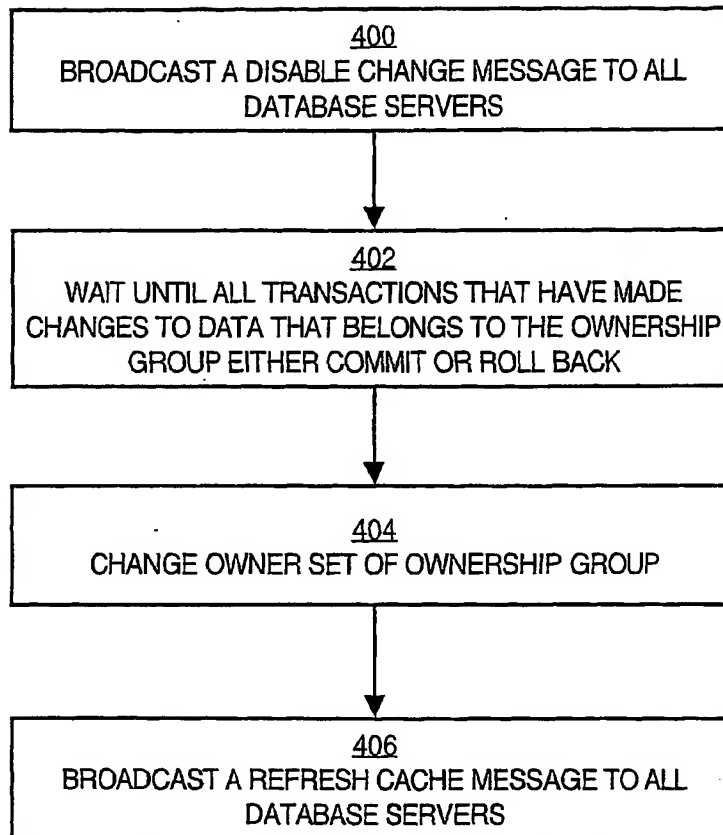 400
BROADCAST A DISABLE CHANGE MESSAGE TO ALL
DATABASE SERVERS
402
WAIT UNTIL ALL TRANSACTIONS THAT HAVE MADE
CHANGES TO DATA THAT BELONGS TO THE OWNERSHIP
GROUP EITHER COMMIT OR ROLL BACK
404
CHANGE OWNER SET OF OWNERSHIP GROUP
406
BROADCAST A REFRESH CACHE MESSAGE TO ALL
DATABASE SERVERS